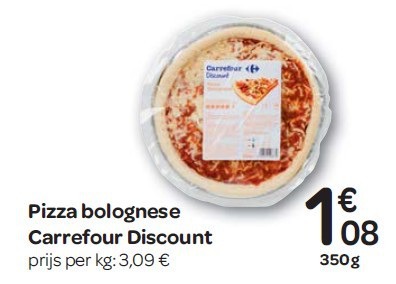 Carrefour
Discount
Pizza bolognese
Carrefour Discount
prijs per kg: 3,09 €
1€08
350g